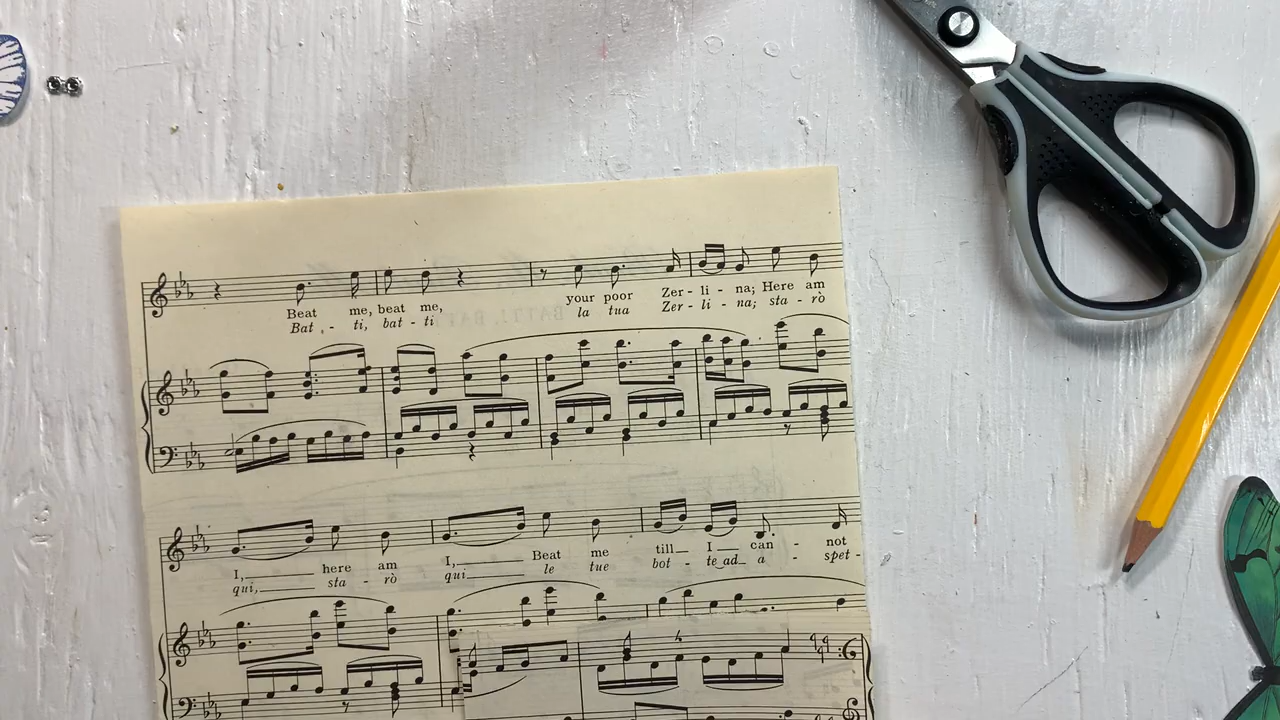 Beat me, beat me, your poor Zer - li - na; Here am
Bat - ti, bat - ti la tua Zer - li - na; sta - rò
I, here am I, Beat me till I can - not
qui, sta - rò qui le tue bot - te ad a - spet -